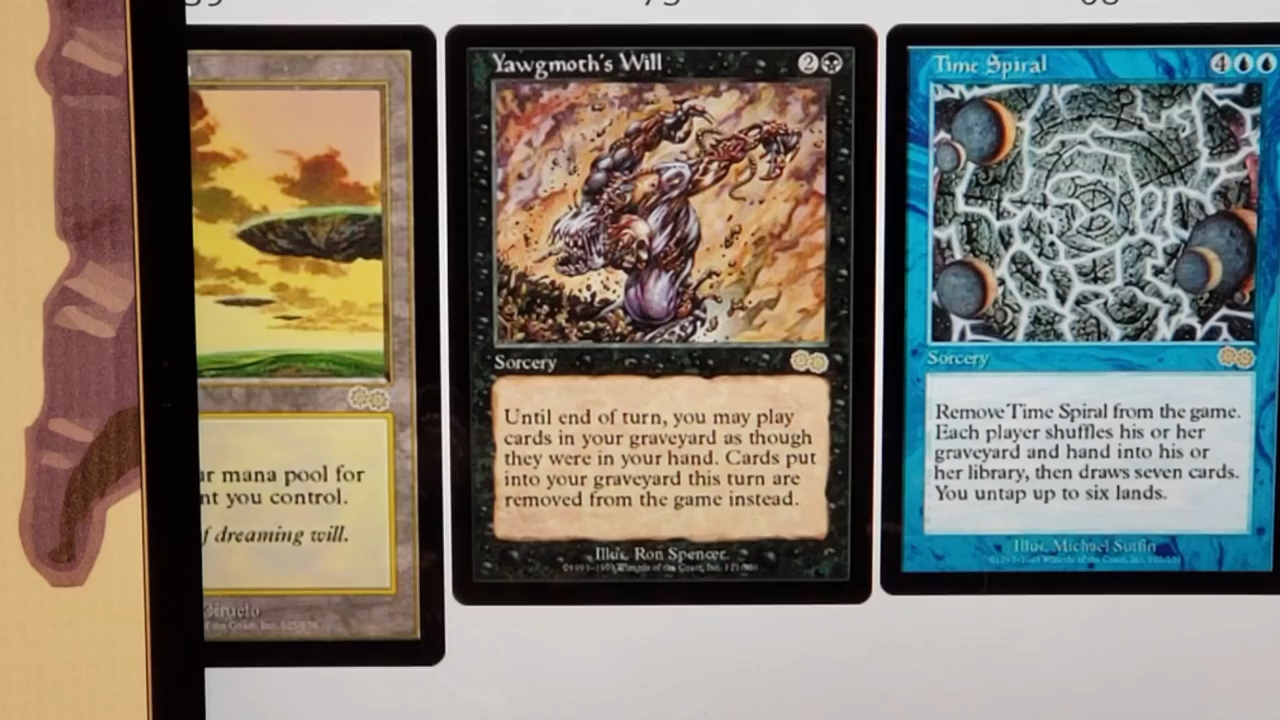 ar mana pool for
nt you control.
f dreaming will.
Ciruelo
Yawgmoth's Will
2
Sorcery
Until end of turn, you may play
cards in your graveyard as though
they were in your hand. Cards put
into your graveyard this turn are
removed from the game instead.
Illus. Ron Spencer
Time Spiral
4
Sorcery
Remove Time Spiral from the game.
Each player shuffles his or her
graveyard and hand into his or
her library, then draws seven cards.
You untap up to six lands.
Illus. Michael Sutfin